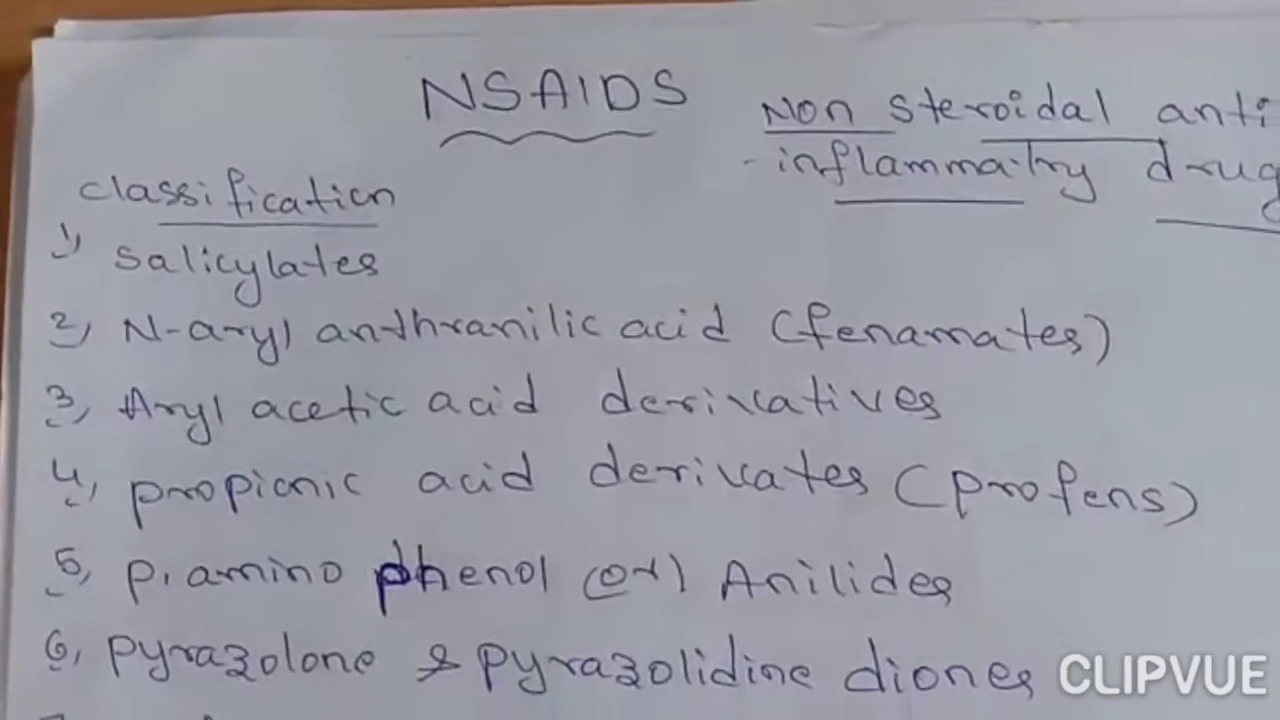 NSAIDS
Non steroidal anti
-inflammatry drug
classification
1) Salicylates
2) N-aryl anthranilic acid (fenamates)
3) Aryl acetic acid derivatives
4) propionic acid derivates (profens)
5) p. amino phenol (or) Anilides
6) pyrazolone & pyrazolidine diones
CLIPVUE